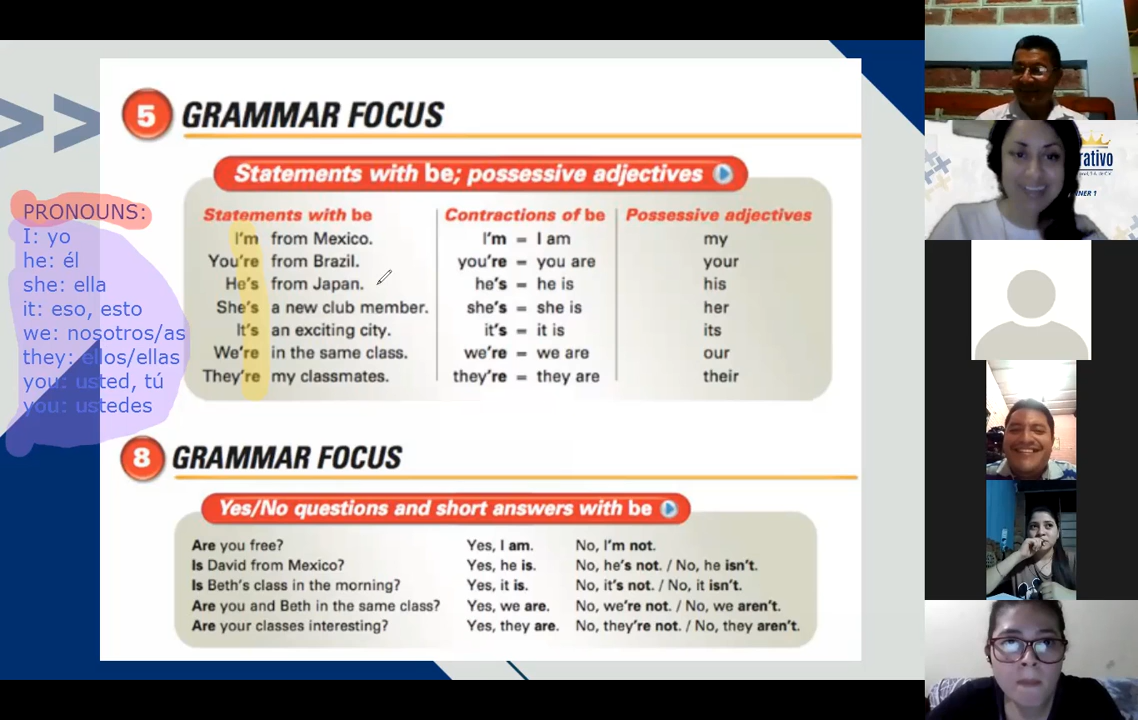 5 GRAMMAR FOCUS
Statements with be; possessive adjectives
Statements with be
Contractions of be
Possessive adjectives
I'm from Mexico.
I'm = I am
my
You're from Brazil.
you're = you are
your
He's from Japan.
he's = he is
his
She's a new club member.
she's = she is
her
It's an exciting city.
it's = it is
its
We're in the same class.
we're = we are
our
They're my classmates.
they're = they are
their
PRONOUNS:
I: yo
he: él
she: ella
it: eso, esto
we: nosotros/as
they: ellos/ellas
you: usted, tú
you: ustedes
8 GRAMMAR FOCUS
Yes/No questions and short answers with be
Are you free?
Yes, I am.
No, I'm not.
Is David from Mexico?
Yes, he is.
No, he's not. / No, he isn't.
Is Beth's class in the morning?
Yes, it is.
No, it's not. / No, it isn't.
Are you and Beth in the same class?
Yes, we are.
No, we're not. / No, we aren't.
Are your classes interesting?
Yes, they are.
No, they're not. / No, they aren't.